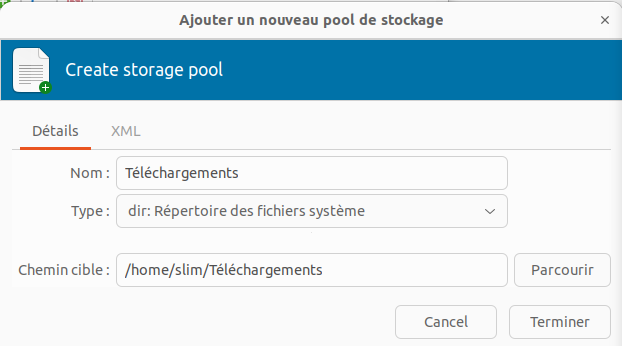 Ajouter un nouveau pool de stockage
Create storage pool
Détails XML
Nom : Téléchargements
Type : dir: Répertoire des fichiers système
Chemin cible : /home/slim/Téléchargements Parcourir
Cancel Terminer